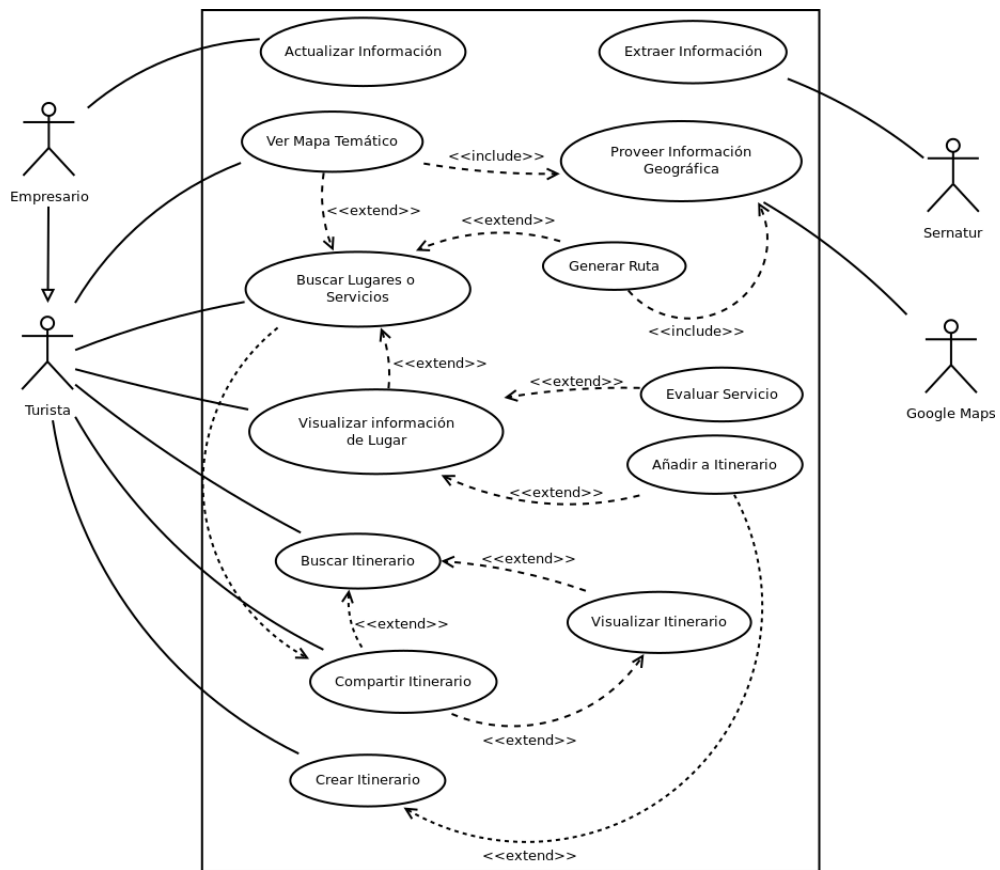 Actualizar Información
Extraer Información
Empresario
Ver Mapa Temático
<<include>>
Proveer Información
Geográfica
Sernatur
<<extend>>
<<extend>>
Buscar Lugares o
Servicios
Generar Ruta
<<include>>
Turista
<<extend>>
<<extend>>
Evaluar Servicio
Google Maps
Visualizar información
de Lugar
Añadir a Itinerario
<<extend>>
Buscar Itinerario
<<extend>>
<<extend>>
Visualizar Itinerario
Compartir Itinerario
<<extend>>
Crear Itinerario
<<extend>>